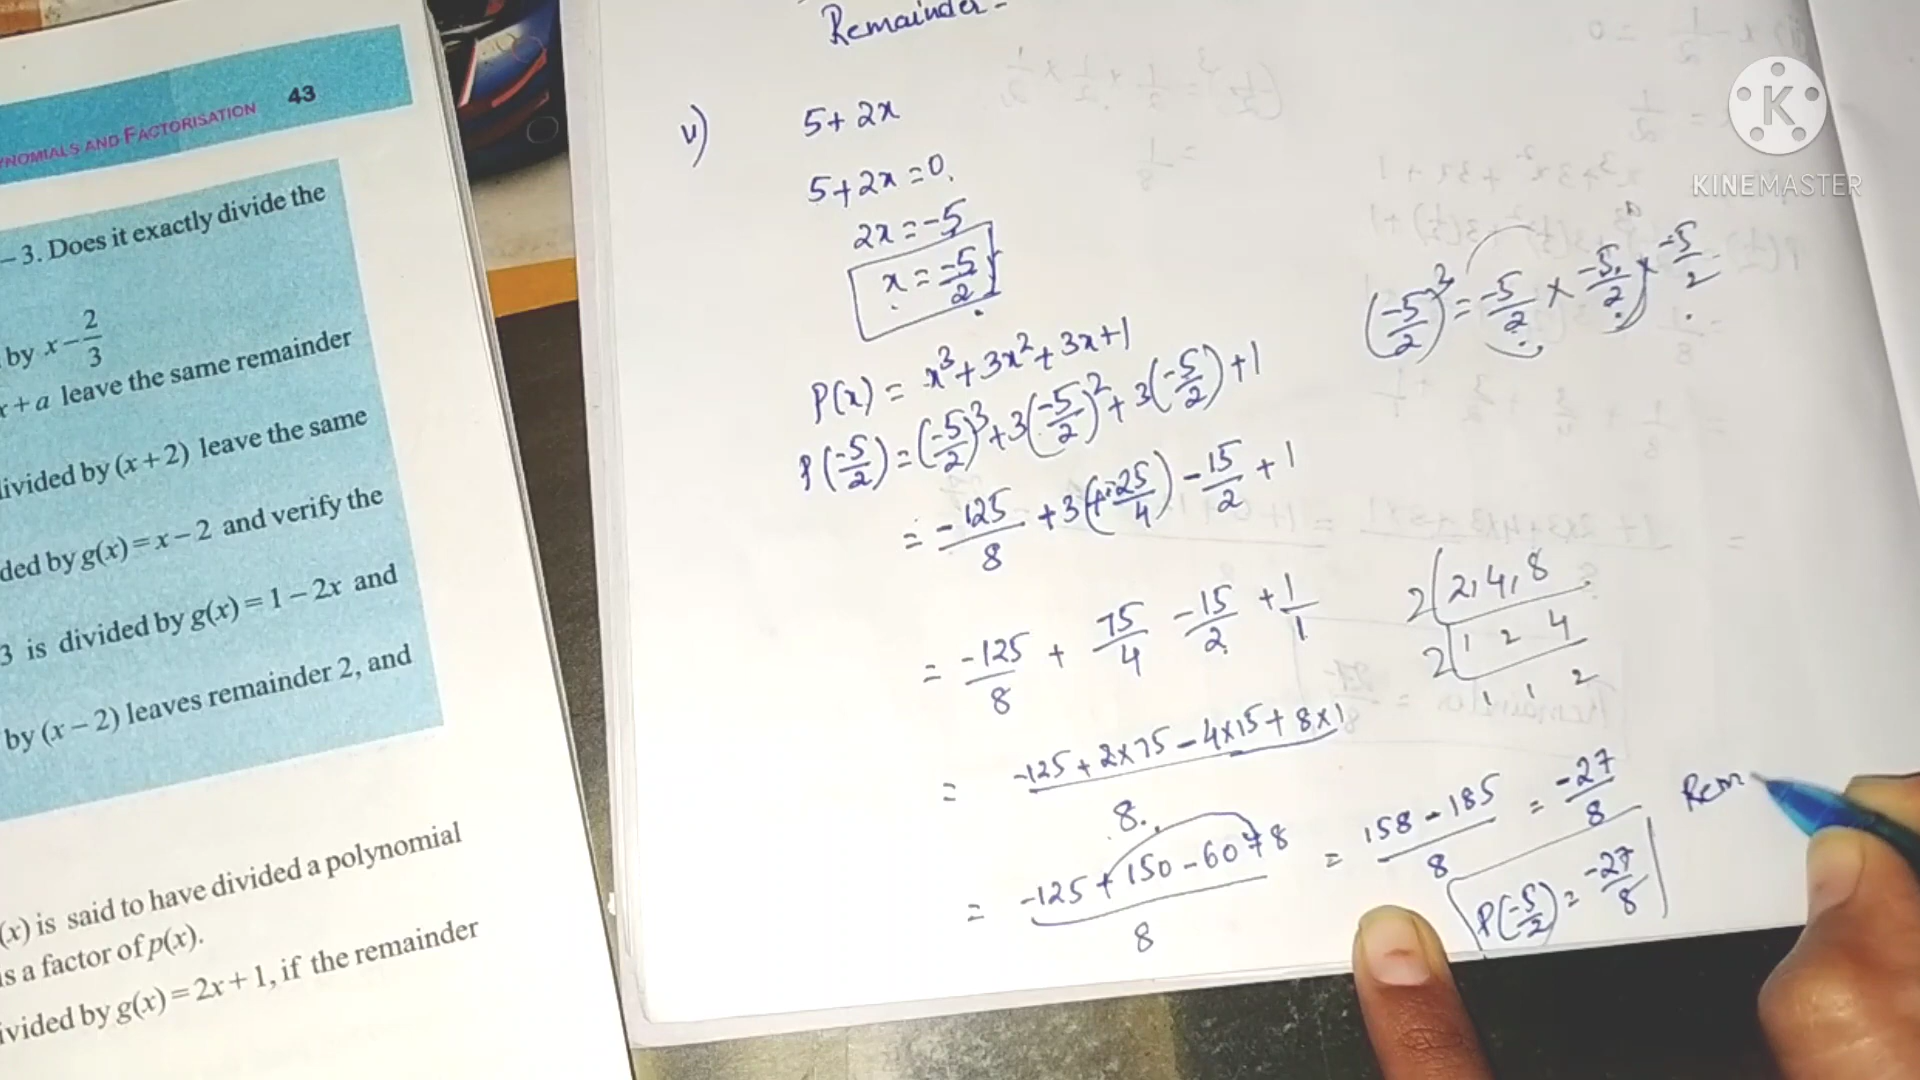 NOMIALS AND FACTORISATION 43
– 3. Does it exactly divide the
by x – 2/3
x + a leave the same remainder
divided by (x + 2) leave the same
ded by g(x) = x – 2 and verify the
3 is divided by g(x) = 1 – 2x and
by (x – 2) leaves remainder 2, and
(x) is said to have divided a polynomial
is a factor of p(x).
ivided by g(x) = 2x + 1, if the remainder
Remainder -
v) 5+2x
5+2x=0.
2x = -5
x = -5/2
P(x) = x³+3x²+3x+1
P(-5/2) = (-5/2)³+3(-5/2)²+3(-5/2)+1
= -125/8 +3(+25/4) -15/2 +1
= -125/8 + 75/4 -15/2 +1/1
= (-125+2×75-4×15+8×1)/8
= (-125+150-60+8)/8 = (158-185)/8 = -27/8
P(-5/2) = -27/8
Rem
(-5/2)³ = -5/2 × -5/2 × -5/2
2 2,4,8
2 1 2 4
1 1 2
K
KINEMASTER